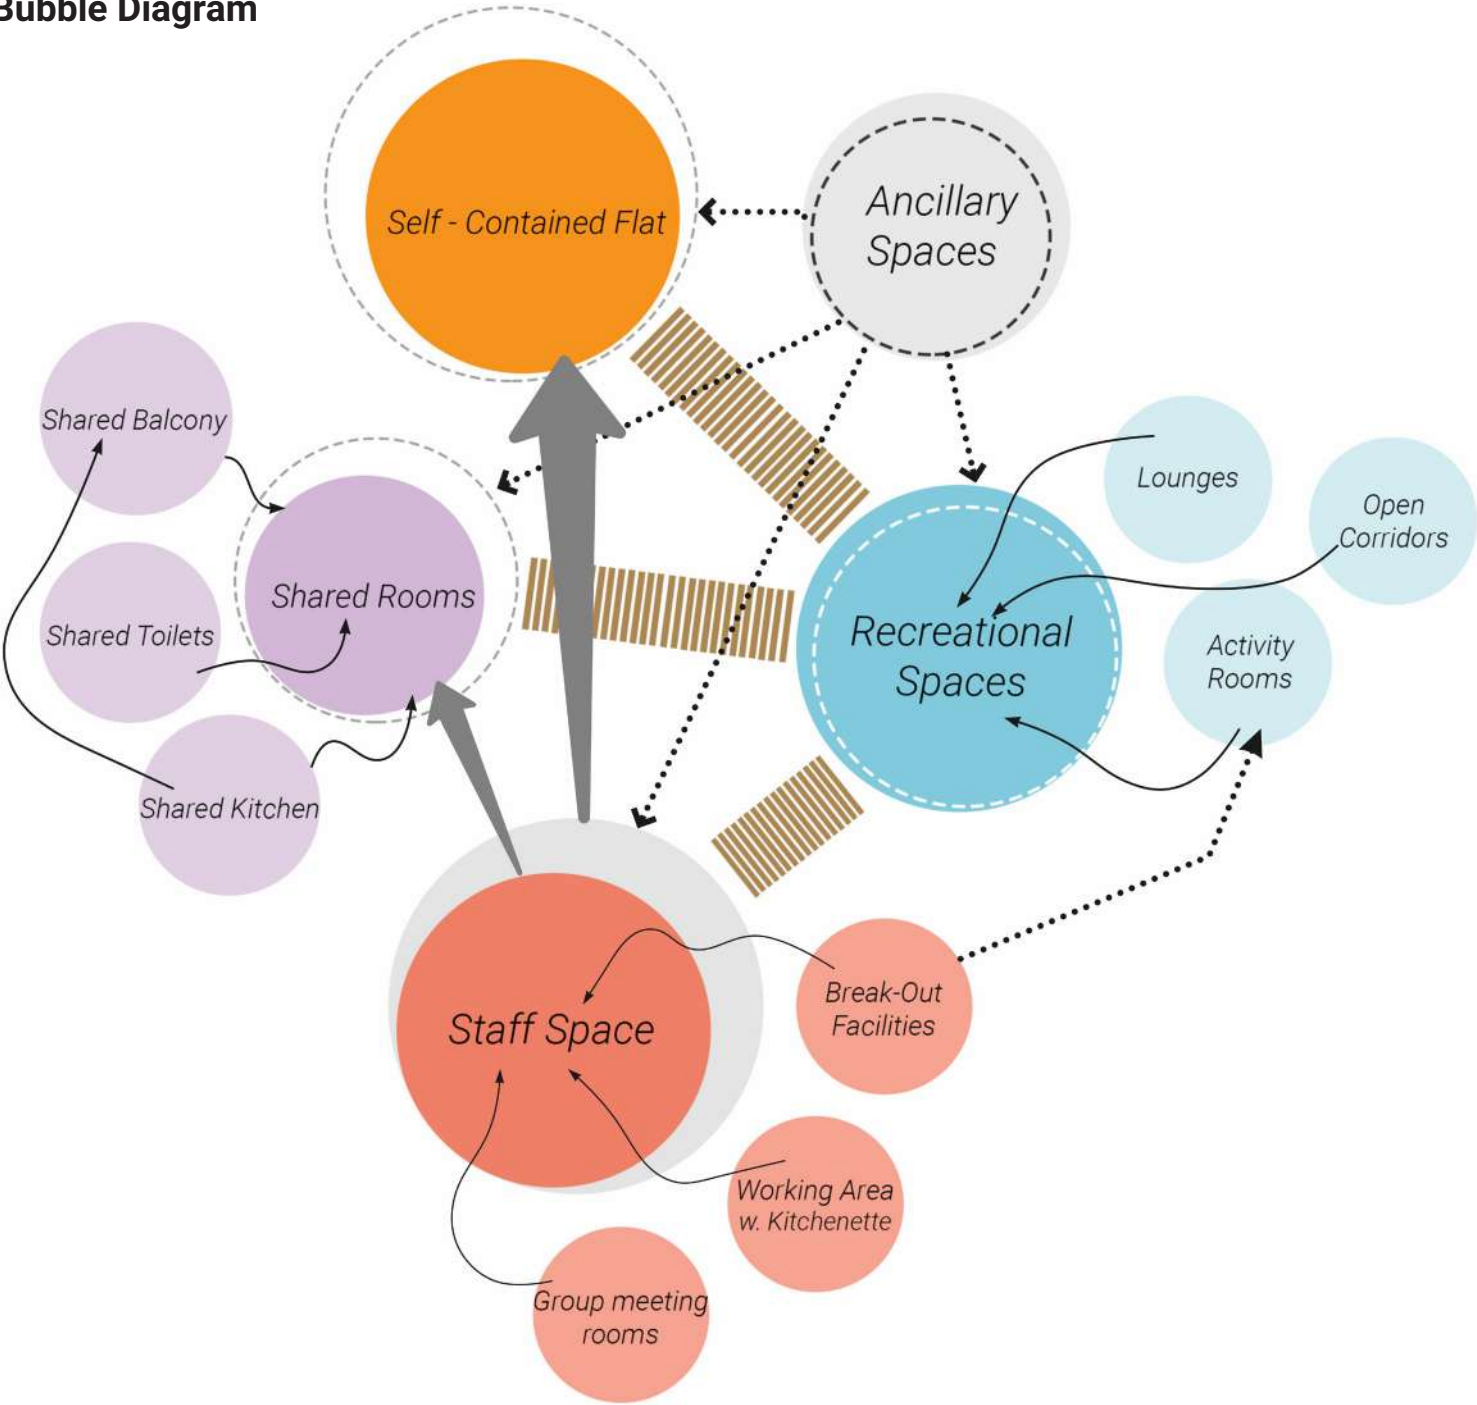 Bubble Diagram
Self - Contained Flat
Ancillary
Spaces
Shared Balcony
Lounges
Open
Corridors
Shared Rooms
Shared Toilets
Recreational
Spaces
Activity
Rooms
Shared Kitchen
Staff Space
Break-Out
Facilities
Working Area
w. Kitchenette
Group meeting
rooms